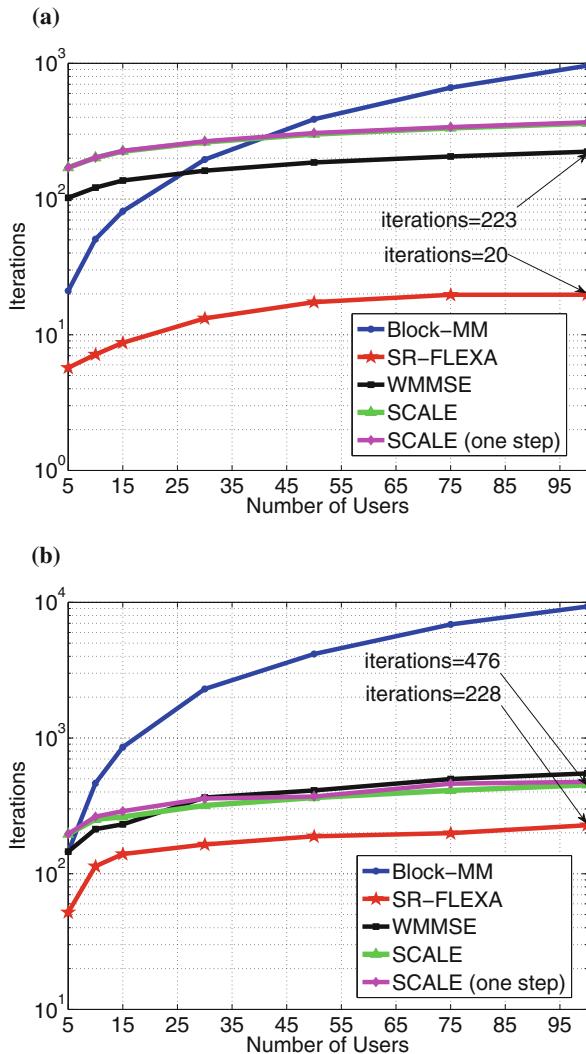 (a)
10^3
10^2
10^1
10^0
Iterations
iterations=223
iterations=20
Block-MM
SR-FLEXA
WMMSE
SCALE
SCALE (one step)
5 15 25 35 45 55 65 75 85 95
Number of Users
(b)
10^4
10^3
10^2
10^1
Iterations
iterations=476
iterations=228
Block-MM
SR-FLEXA
WMMSE
SCALE
SCALE (one step)
5 15 25 35 45 55 65 75 85 95
Number of Users